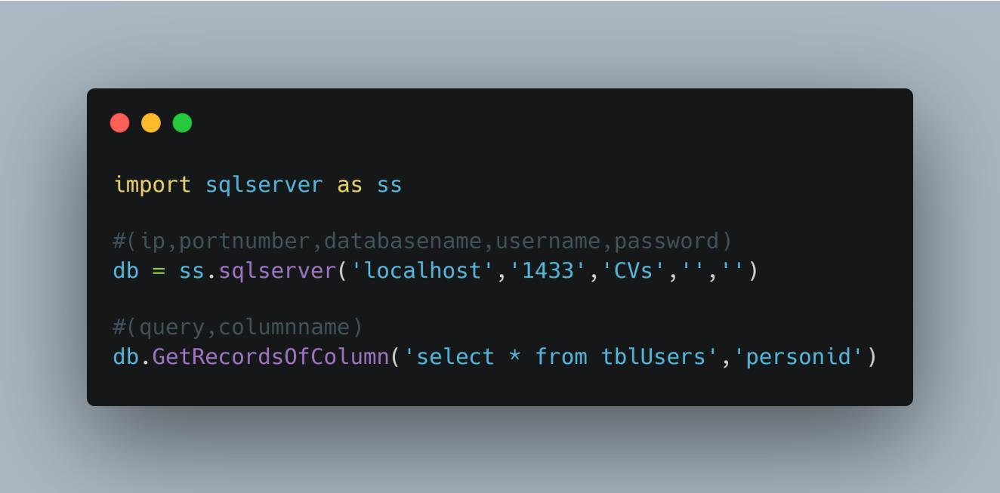 import sqlserver as ss
#(ip,portnumber,databasename,username,password)
db = ss.sqlserver('localhost','1433','CVs','','')
#(query,columnname)
db.GetRecordsOfColumn('select * from tblUsers','personid')